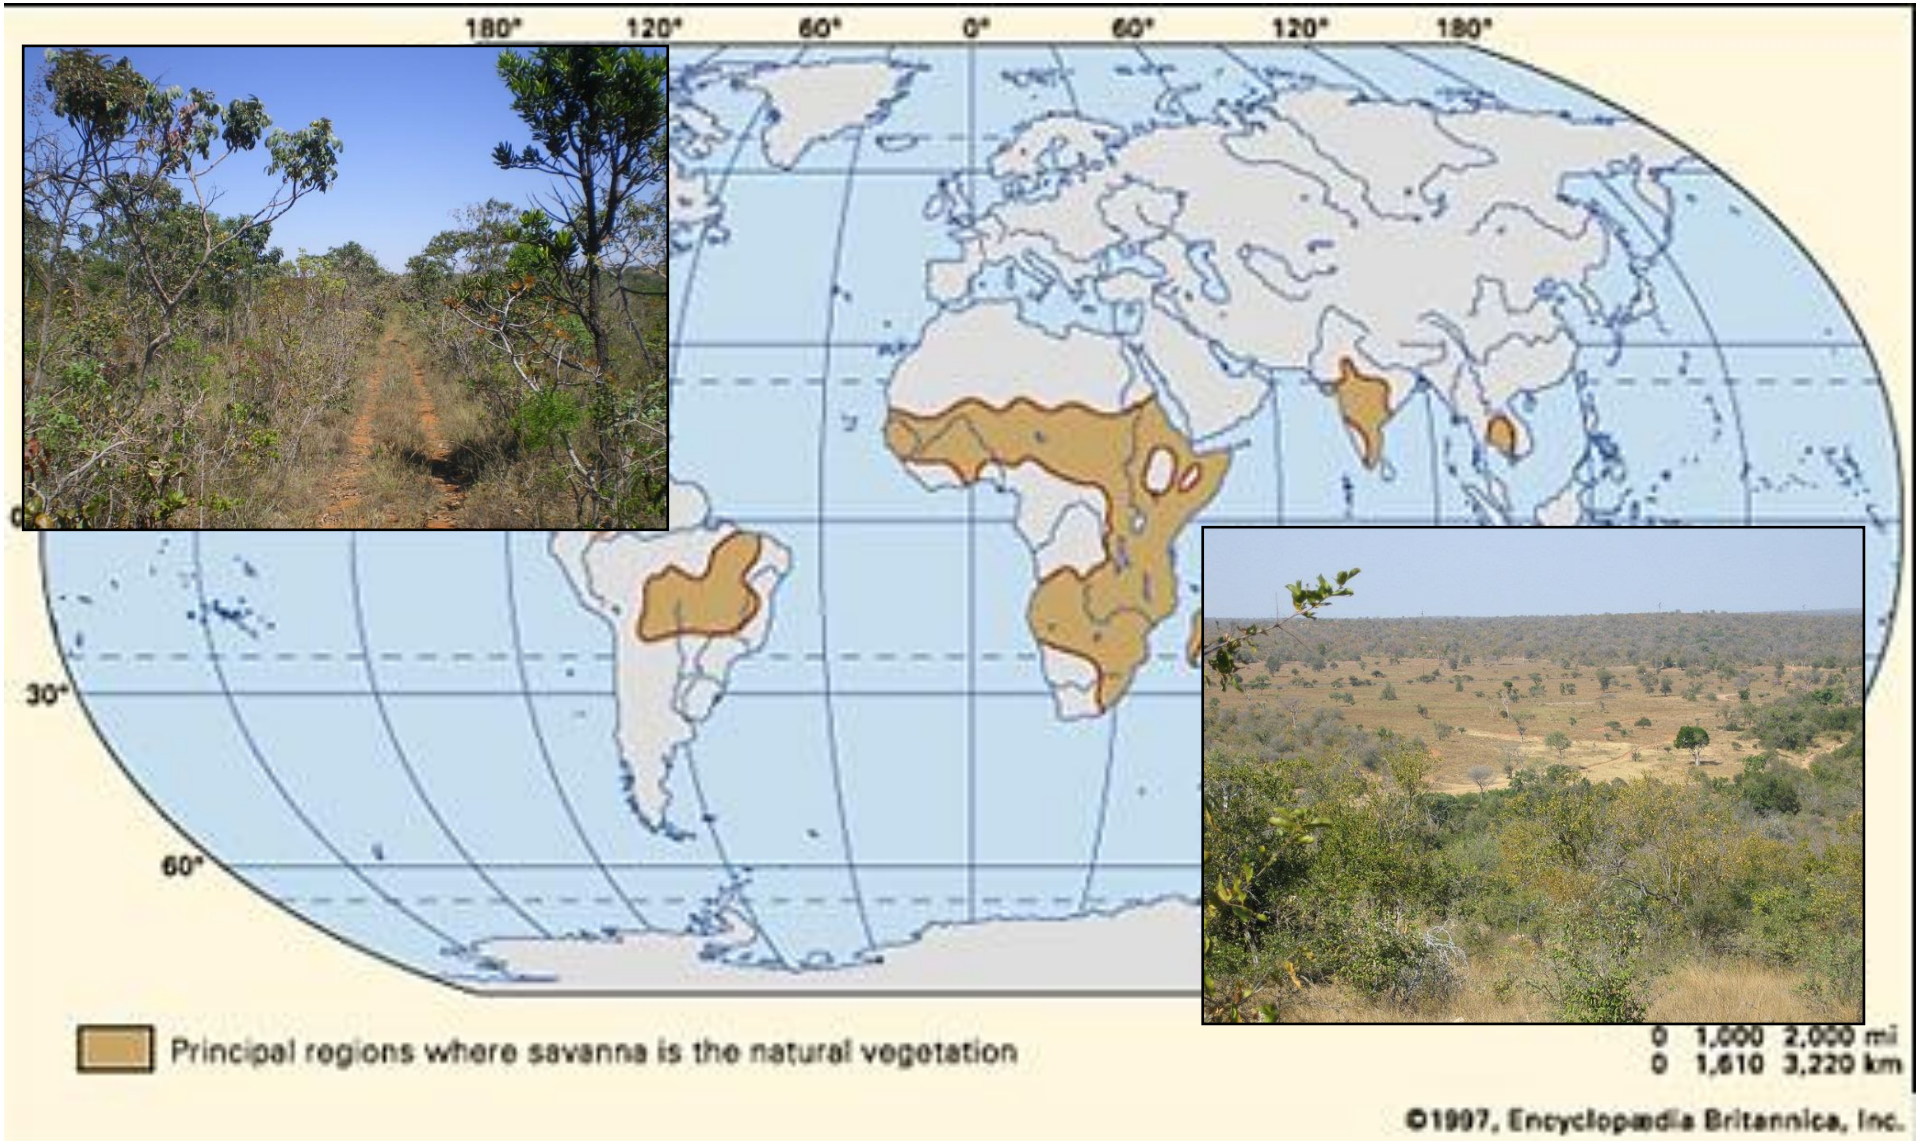 180° 120° 60° 0° 60° 120° 180°
30°
60°
Principal regions where savanna is the natural vegetation
0 1,000 2,000 mi
0 1,610 3,220 km
©1997, Encyclopædia Britannica, Inc.